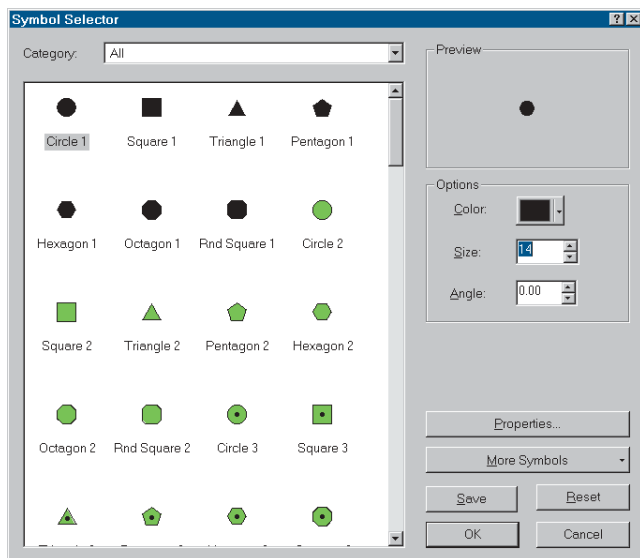 Symbol Selector
Category: All
Circle 1 Square 1 Triangle 1 Pentagon 1
Hexagon 1 Octagon 1 Rnd Square 1 Circle 2
Square 2 Triangle 2 Pentagon 2 Hexagon 2
Octagon 2 Rnd Square 2 Circle 3 Square 3
Preview
Options
Color:
Size: 14
Angle: 0.00
Properties...
More Symbols
Save Reset
OK Cancel